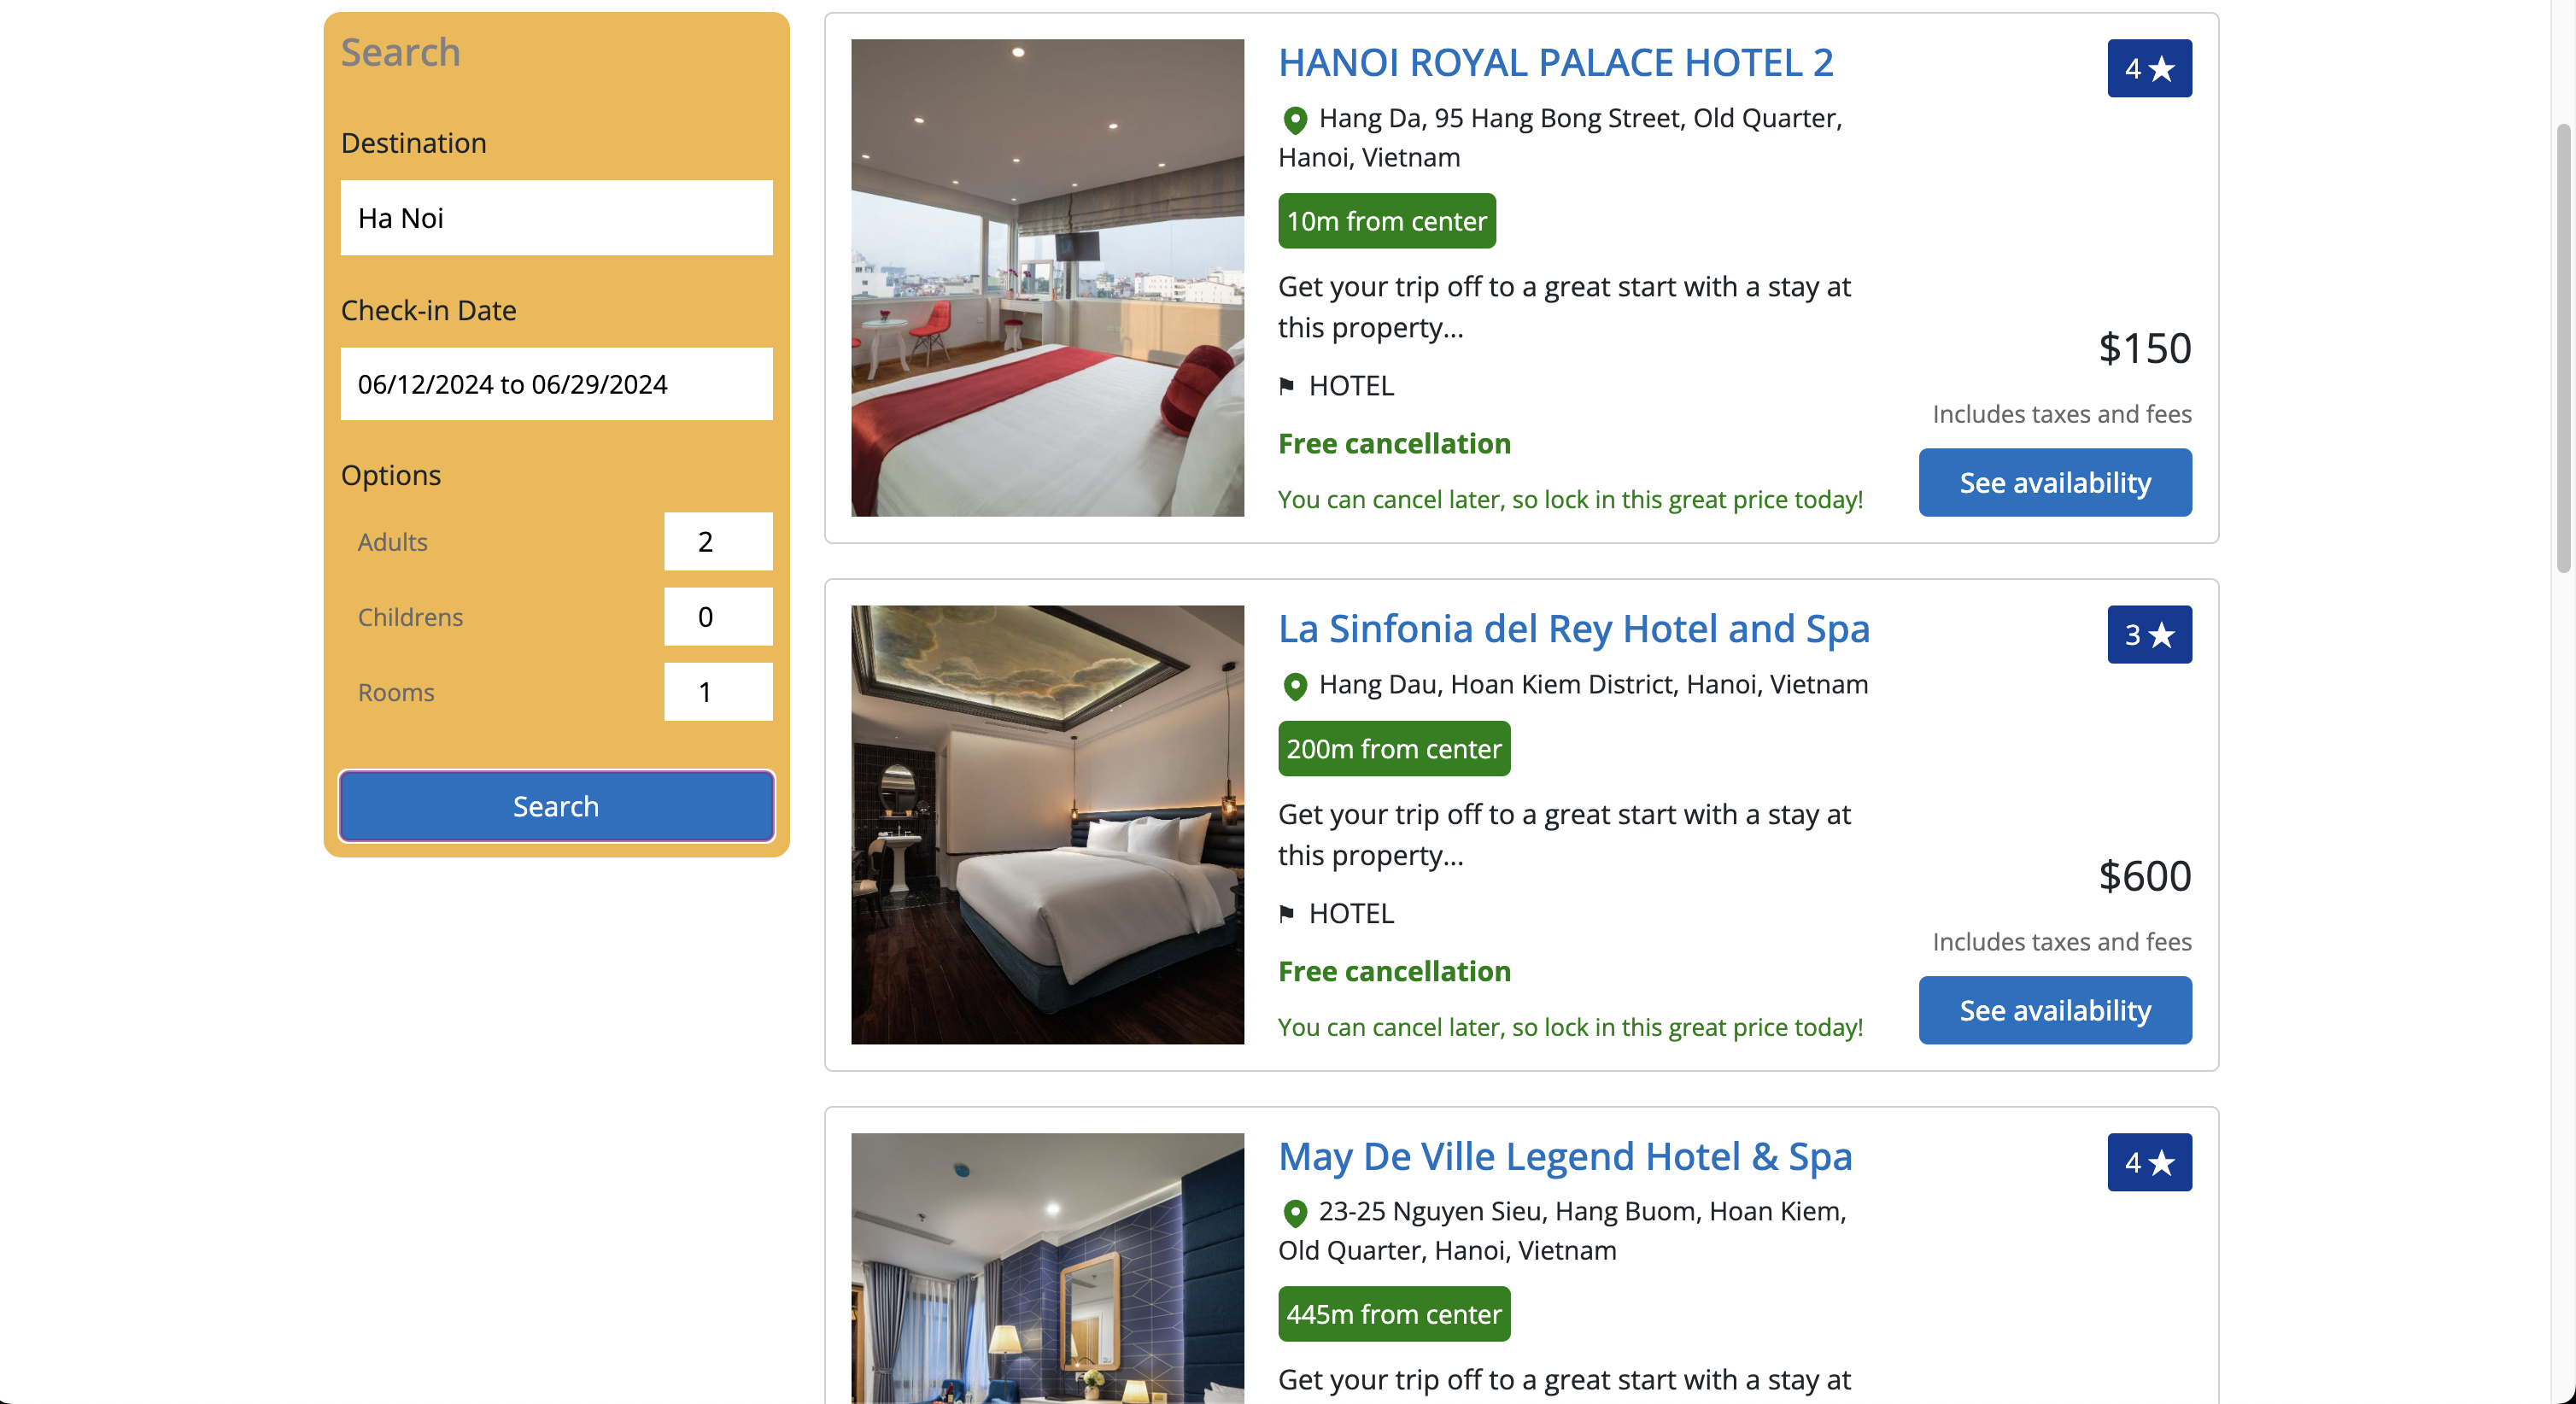 Search
Destination
Ha Noi
Check-in Date
06/12/2024 to 06/29/2024
Options
Adults
2
Childrens
0
Rooms
1
Search
HANOI ROYAL PALACE HOTEL 2
4
Hang Da, 95 Hang Bong Street, Old Quarter,
Hanoi, Vietnam
10m from center
Get your trip off to a great start with a stay at
this property...
HOTEL
Free cancellation
You can cancel later, so lock in this great price today!
$150
Includes taxes and fees
See availability
La Sinfonia del Rey Hotel and Spa
3
Hang Dau, Hoan Kiem District, Hanoi, Vietnam
200m from center
Get your trip off to a great start with a stay at
this property...
HOTEL
Free cancellation
You can cancel later, so lock in this great price today!
$600
Includes taxes and fees
See availability
May De Ville Legend Hotel & Spa
4
23-25 Nguyen Sieu, Hang Buom, Hoan Kiem,
Old Quarter, Hanoi, Vietnam
445m from center
Get your trip off to a great start with a stay at